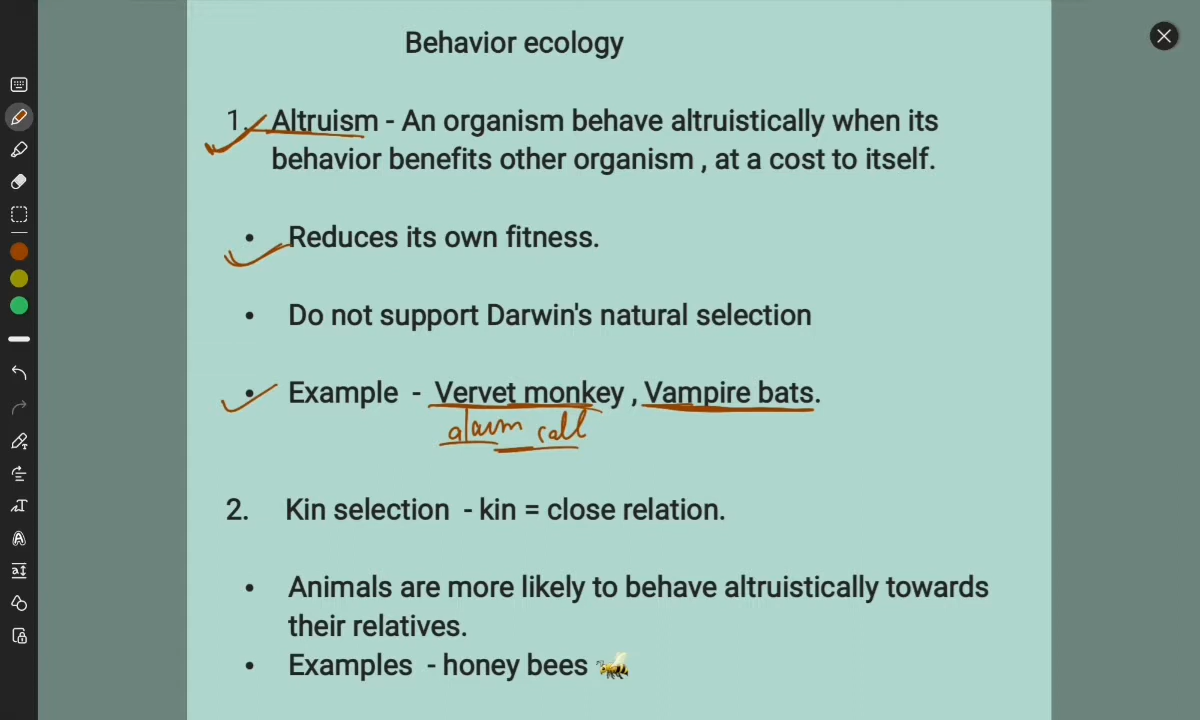 Behavior ecology
1. Altruism - An organism behave altruistically when its
behavior benefits other organism , at a cost to itself.
• Reduces its own fitness.
• Do not support Darwin's natural selection
• Example - Vervet monkey , Vampire bats.
alarm call
2. Kin selection - kin = close relation.
• Animals are more likely to behave altruistically towards
their relatives.
• Examples - honey bees 🐝